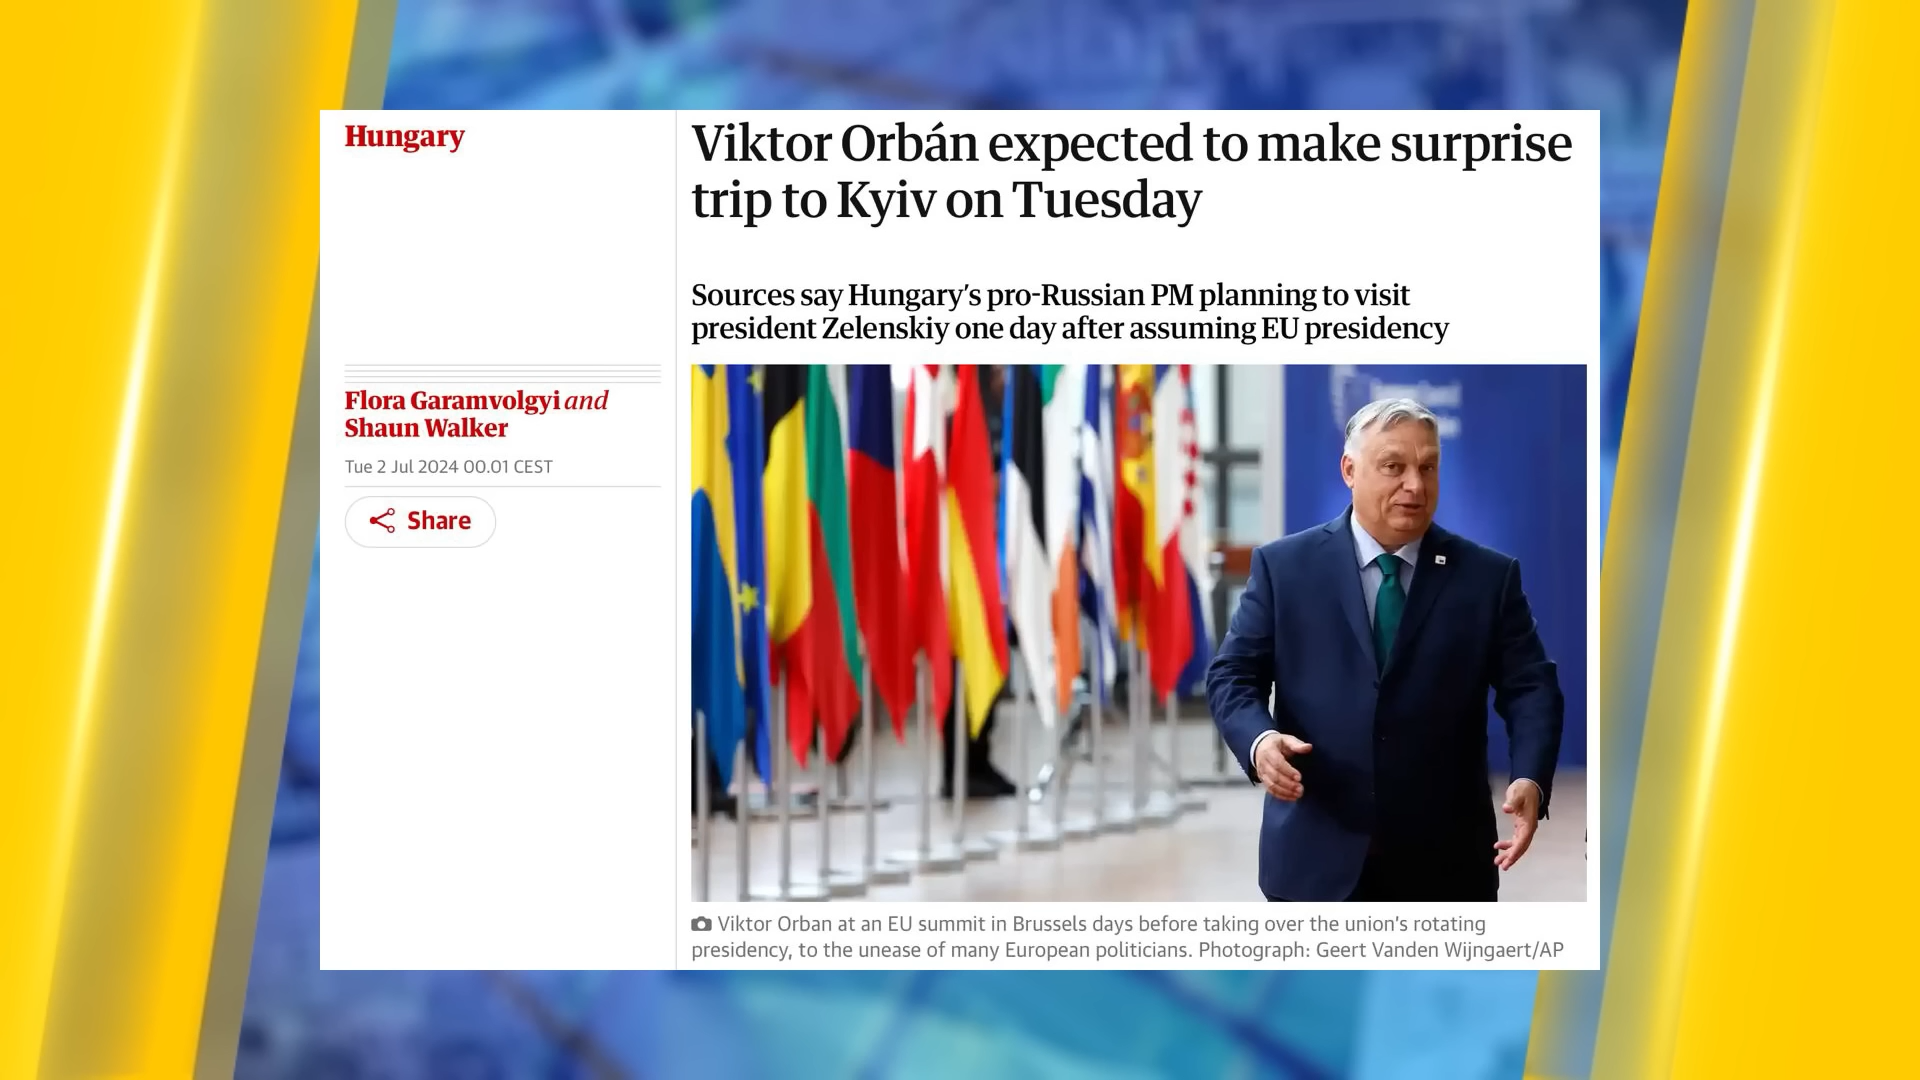 Hungary
Viktor Orbán expected to make surprise
trip to Kyiv on Tuesday
Sources say Hungary’s pro-Russian PM planning to visit
president Zelenskiy one day after assuming EU presidency
Flora Garamvolgyi and
Shaun Walker
Tue 2 Jul 2024 00.01 CEST
Share
Viktor Orban at an EU summit in Brussels days before taking over the union’s rotating
presidency, to the unease of many European politicians. Photograph: Geert Vanden Wijngaert/AP